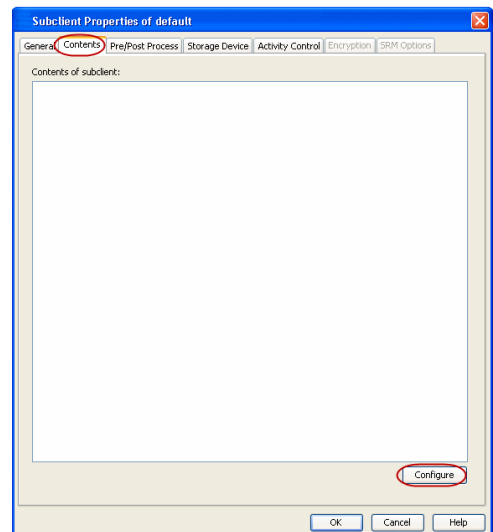 Subclient Properties of default
General Contents Pre/Post Process Storage Device Activity Control Encryption SRM Options
Contents of subclient:
Configure
OK Cancel Help